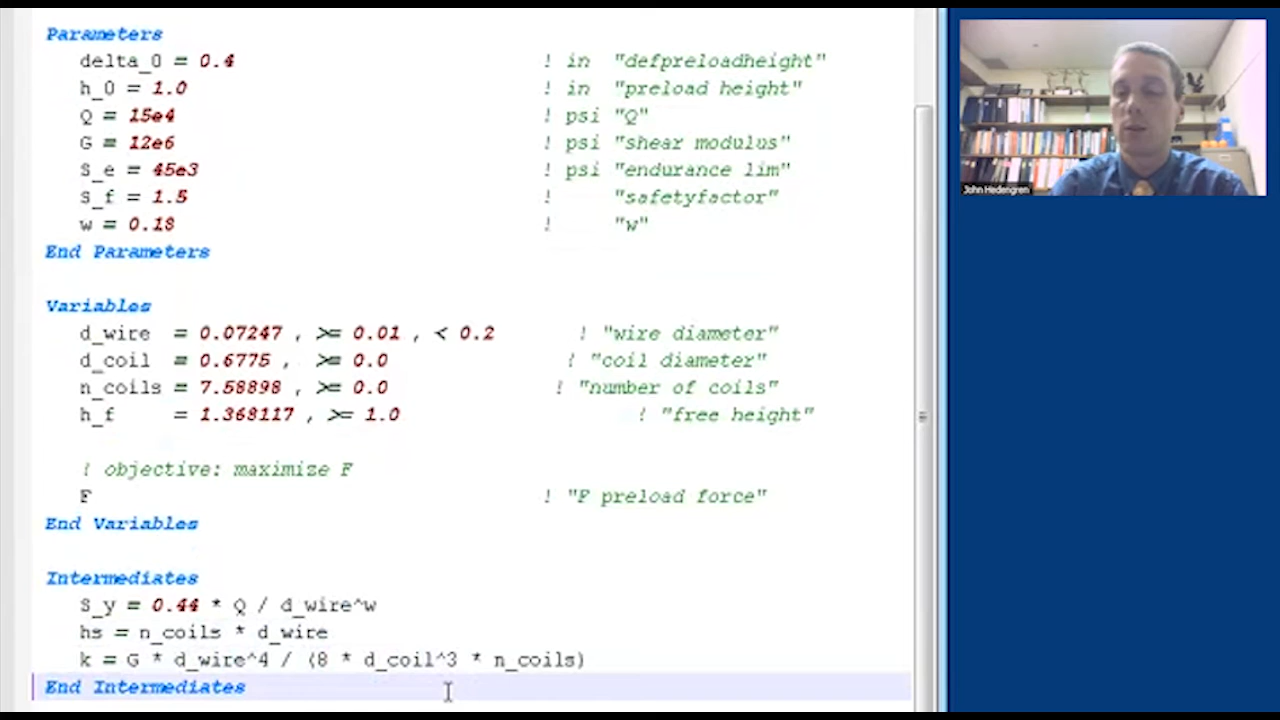 Parameters
delta_0 = 0.4 ! in "defpreloadheight"
h_0 = 1.0 ! in "preload height"
Q = 15e4 ! psi "Q"
G = 12e6 ! psi "shear modulus"
S_e = 45e3 ! psi "endurance lim"
S_f = 1.5 ! "safetyfactor"
w = 0.18 ! "w"
End Parameters
Variables
d_wire = 0.07247 , >= 0.01 , < 0.2 ! "wire diameter"
d_coil = 0.6775 , >= 0.0 ! "coil diameter"
n_coils = 7.58898 , >= 0.0 ! "number of coils"
h_f = 1.368117 , >= 1.0 ! "free height"
! objective: maximize F
F ! "F preload force"
End Variables
Intermediates
S_y = 0.44 * Q / d_wire^w
hs = n_coils * d_wire
k = G * d_wire^4 / (8 * d_coil^3 * n_coils)
End Intermediates
John Hedengren